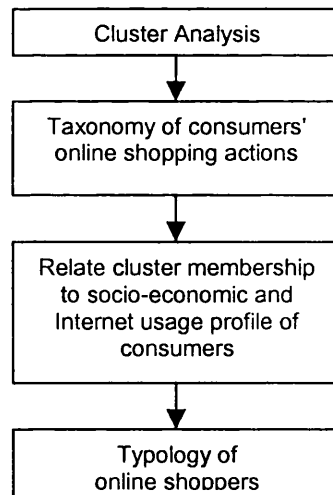 Cluster Analysis
Taxonomy of consumers'
online shopping actions
Relate cluster membership
to socio-economic and
Internet usage profile of
consumers
Typology of
online shoppers